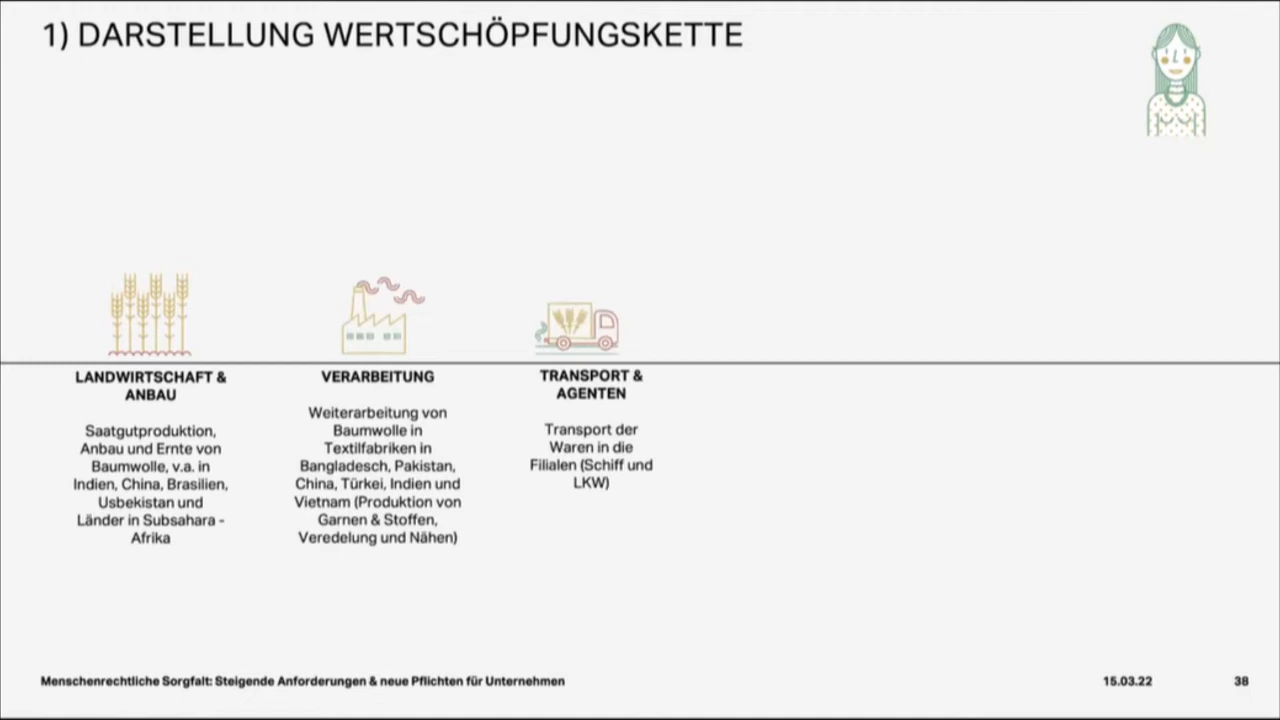 1) DARSTELLUNG WERTSCHÖPFUNGSKETTE
LANDWIRTSCHAFT &
ANBAU
Saatgutproduktion,
Anbau und Ernte von
Baumwolle, v.a. in
Indien, China, Brasilien,
Usbekistan und
Länder in Subsahara -
Afrika
VERARBEITUNG
Weiterarbeitung von
Baumwolle in
Textilfabriken in
Bangladesch, Pakistan,
China, Türkei, Indien und
Vietnam (Produktion von
Garnen & Stoffen,
Veredelung und Nähen)
TRANSPORT &
AGENTEN
Transport der
Waren in die
Filialen (Schiff und
LKW)
Menschenrechtliche Sorgfalt: Steigende Anforderungen & neue Pflichten für Unternehmen
15.03.22
38